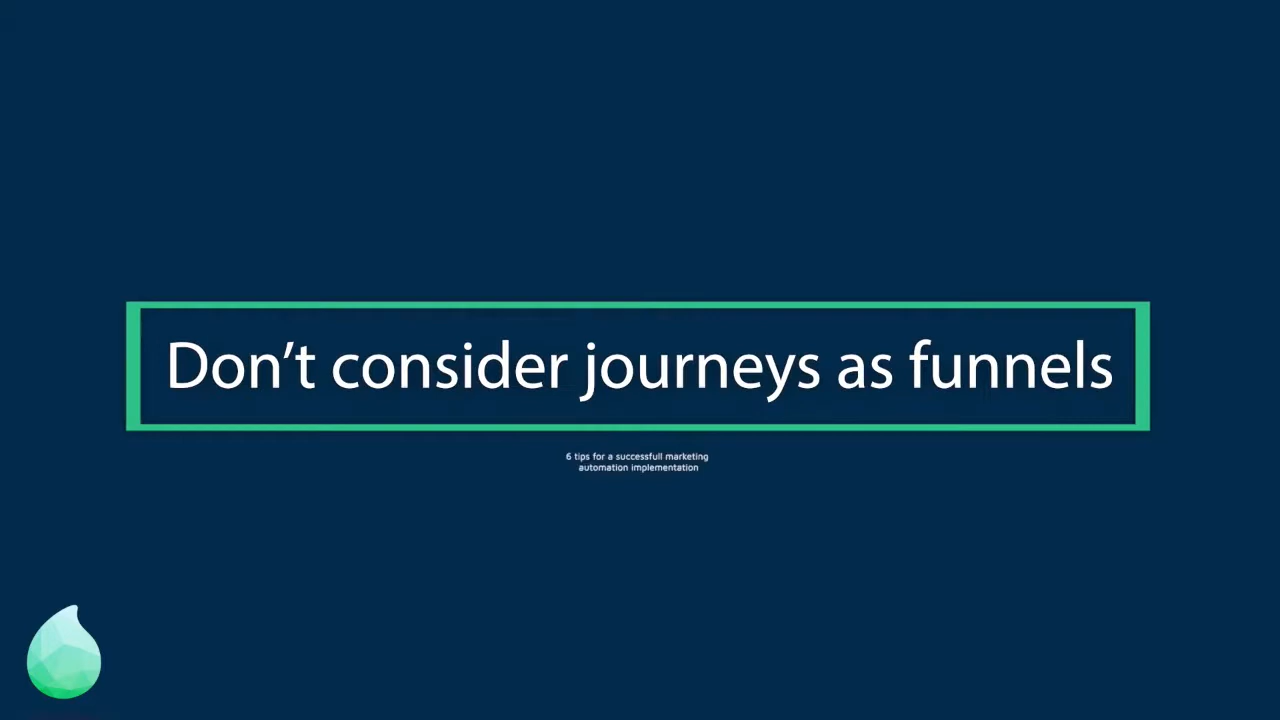 Don’t consider journeys as funnels
6 tips for a successfull marketing
automation implementation